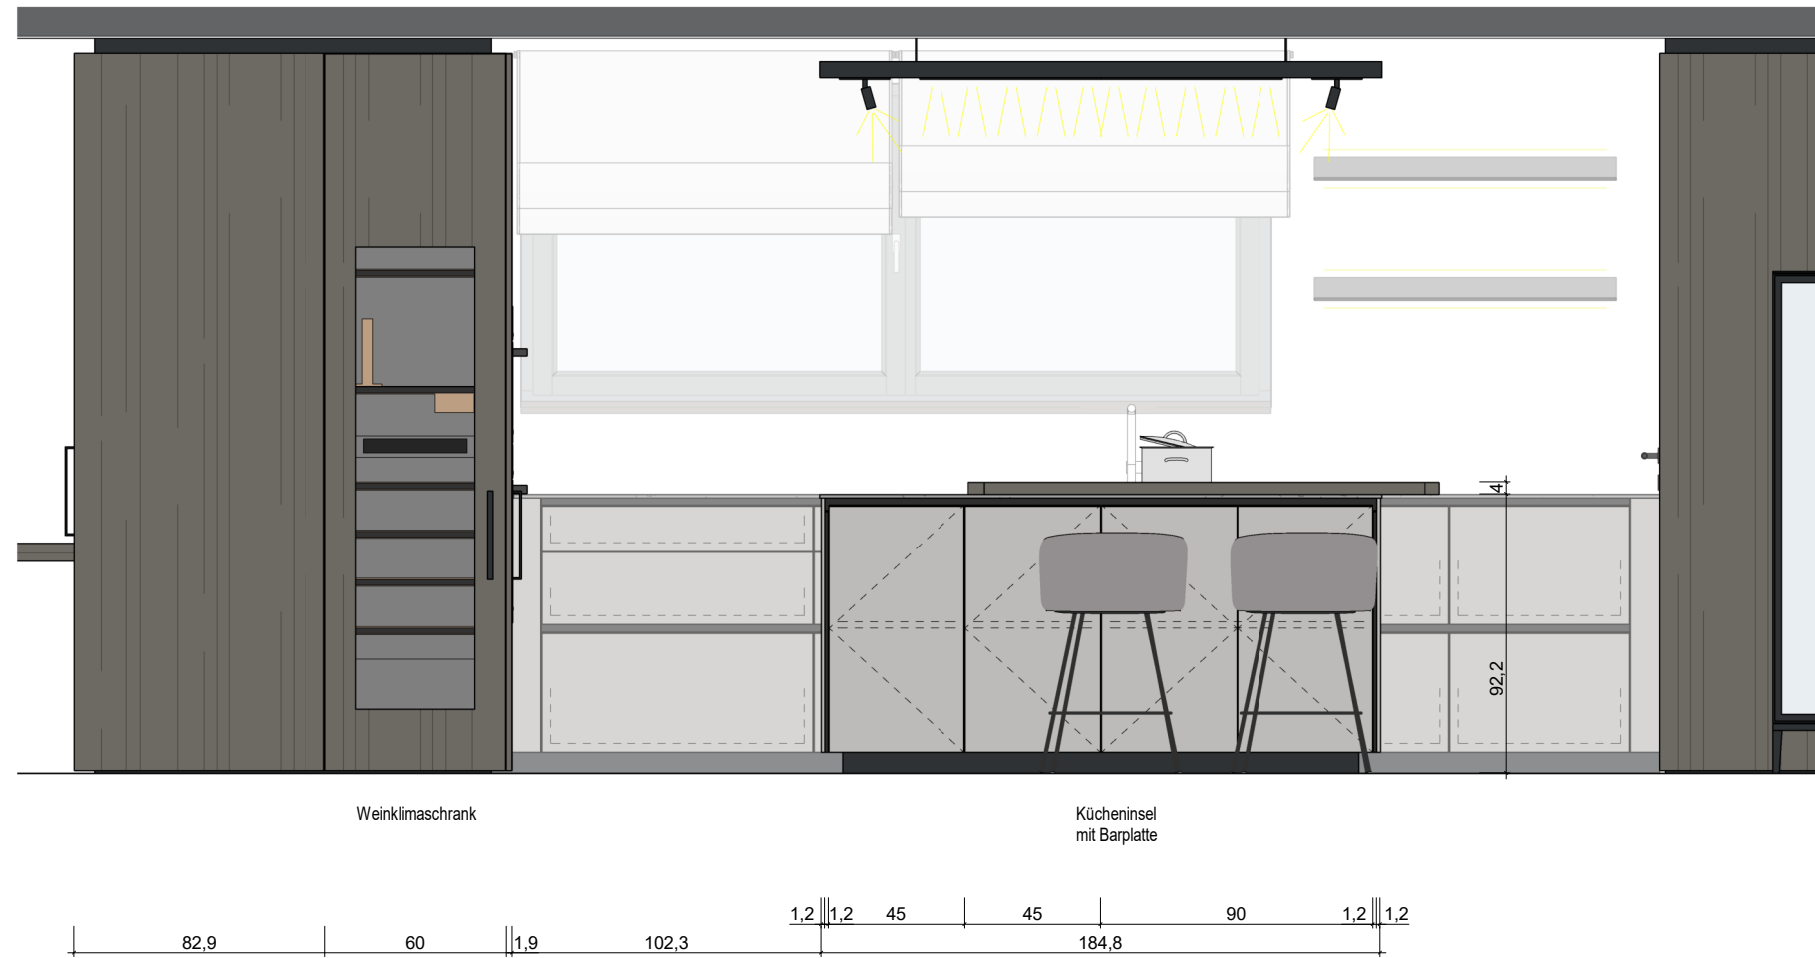 4
92,2
Weinklimaschrank
Kücheninsel
mit Barplatte
1,2 1,2 45 45 90 1,2 1,2
82,9 60 1,9 102,3 184,8